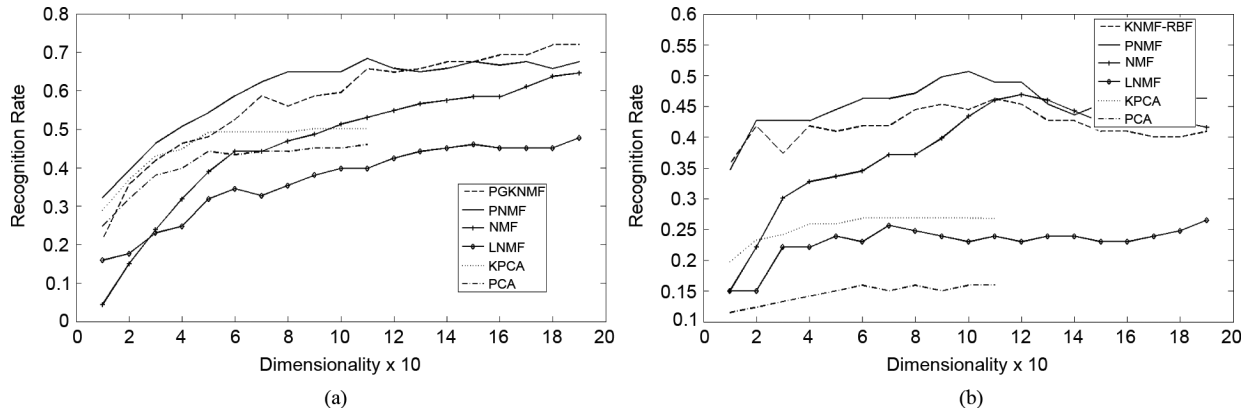 0.8
0.7
0.6
0.5
0.4
0.3
0.2
0.1
0
Recognition Rate
PGKNMF
PNMF
NMF
LNMF
KPCA
PCA
0 2 4 6 8 10 12 14 16 18 20
Dimensionality x 10
(a)
0.6
0.55
0.5
0.45
0.4
0.35
0.3
0.25
0.2
0.15
0.1
Recognition Rate
KNMF-RBF
PNMF
NMF
LNMF
KPCA
PCA
0 2 4 6 8 10 12 14 16 18 20
Dimensionality x 10
(b)